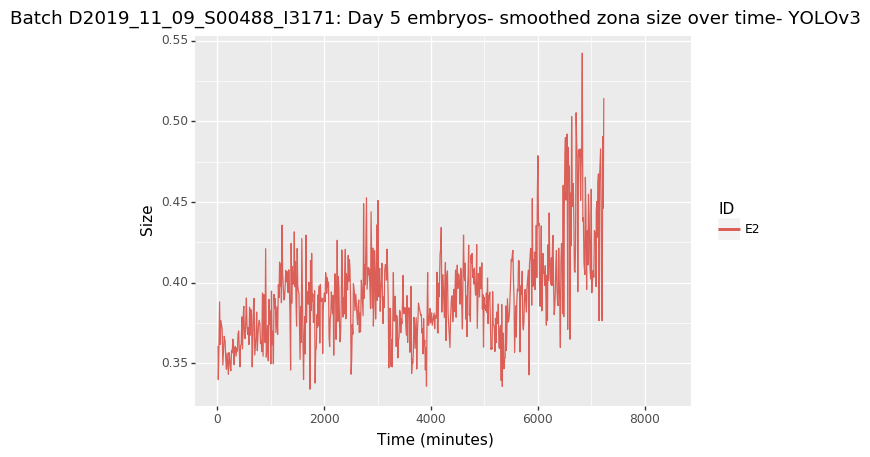 Batch D2019_11_09_S00488_I3171: Day 5 embryos- smoothed zona size over time- YOLOv3
0.55
0.50
0.45
0.40
0.35
Size
0
2000
4000
6000
8000
Time (minutes)
ID
E2